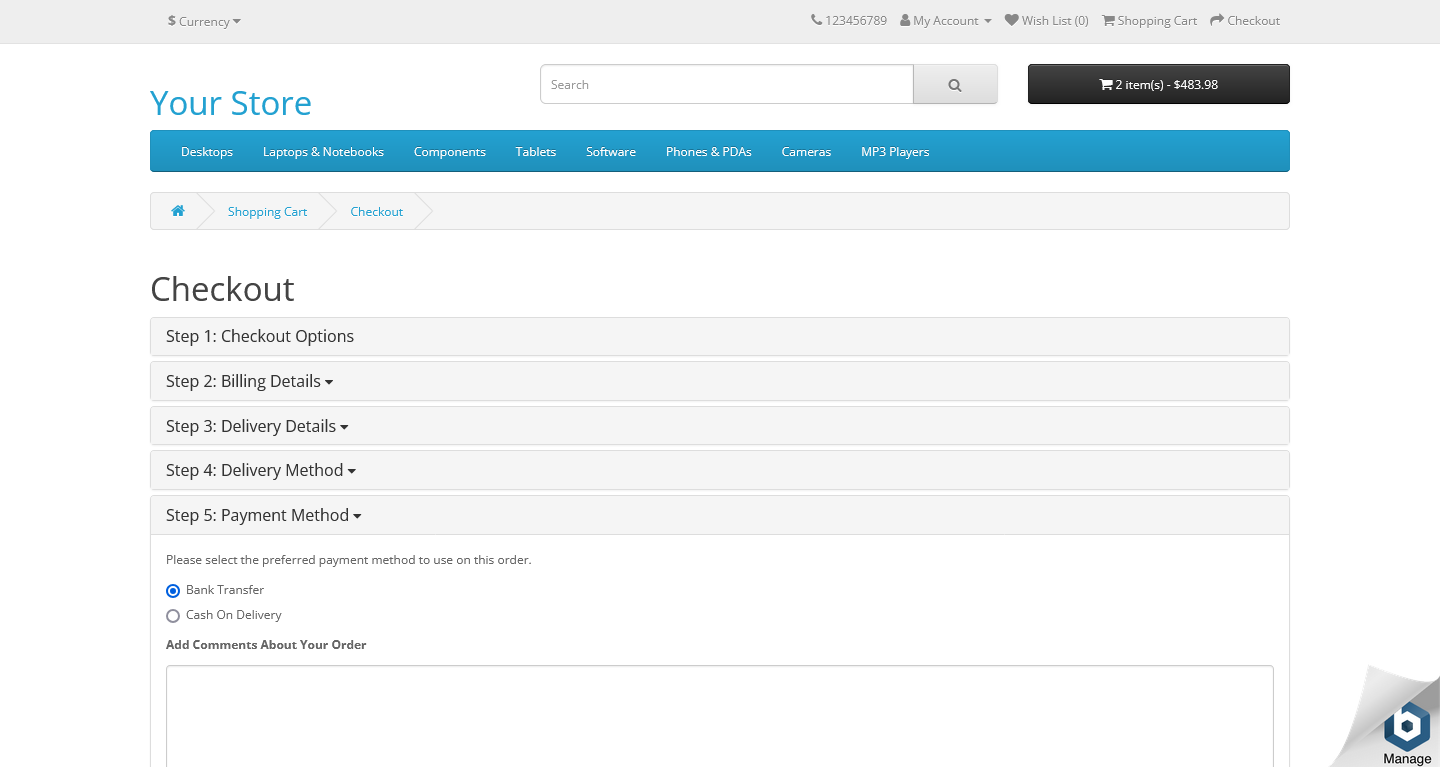 $ Currency
123456789 My Account Wish List (0) Shopping Cart Checkout
Your Store
Search
2 item(s) - $483.98
Desktops Laptops & Notebooks Components Tablets Software Phones & PDAs Cameras MP3 Players
Shopping Cart Checkout
Checkout
Step 1: Checkout Options
Step 2: Billing Details
Step 3: Delivery Details
Step 4: Delivery Method
Step 5: Payment Method
Please select the preferred payment method to use on this order.
Bank Transfer
Cash On Delivery
Add Comments About Your Order
Manage